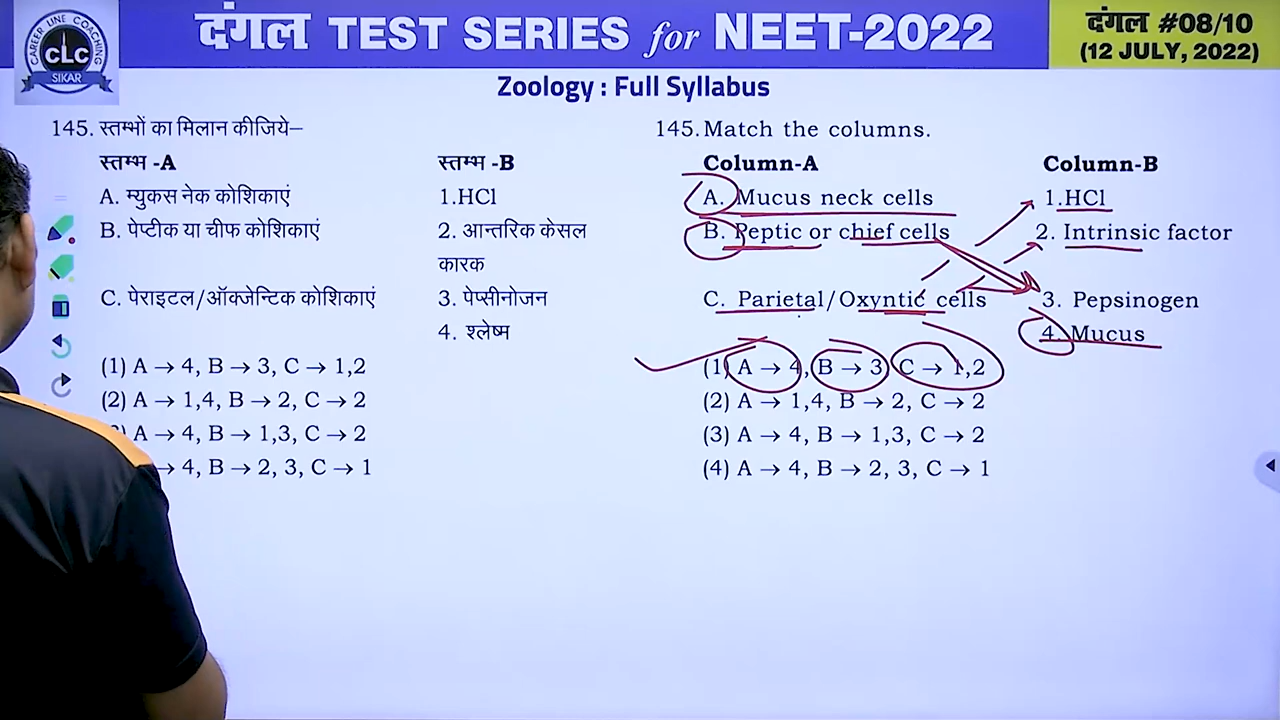 CAREER LINE COACHING
CLC
SIKAR
दंगल TEST SERIES for NEET-2022
दंगल #08/10
(12 JULY, 2022)
Zoology : Full Syllabus
145. स्तम्भों का मिलान कीजिये–
स्तम्भ -A स्तम्भ -B
A. म्युकस नेक कोशिकाएं 1.HCl
B. पेप्टीक या चीफ कोशिकाएं 2. आन्तरिक केसल
कारक
C. पेराइटल/ऑक्जेन्टिक कोशिकाएं 3. पेप्सीनोजन
4. श्लेष्म
(1) A → 4, B → 3, C → 1,2
(2) A → 1,4, B → 2, C → 2
A → 4, B → 1,3, C → 2
→ 4, B → 2, 3, C → 1
145. Match the columns.
Column-A Column-B
A. Mucus neck cells 1.HCl
B. Peptic or chief cells 2. Intrinsic factor
C. Parietal/Oxyntic cells 3. Pepsinogen
4. Mucus
(1) A → 4, B → 3, C → 1,2
(2) A → 1,4, B → 2, C → 2
(3) A → 4, B → 1,3, C → 2
(4) A → 4, B → 2, 3, C → 1